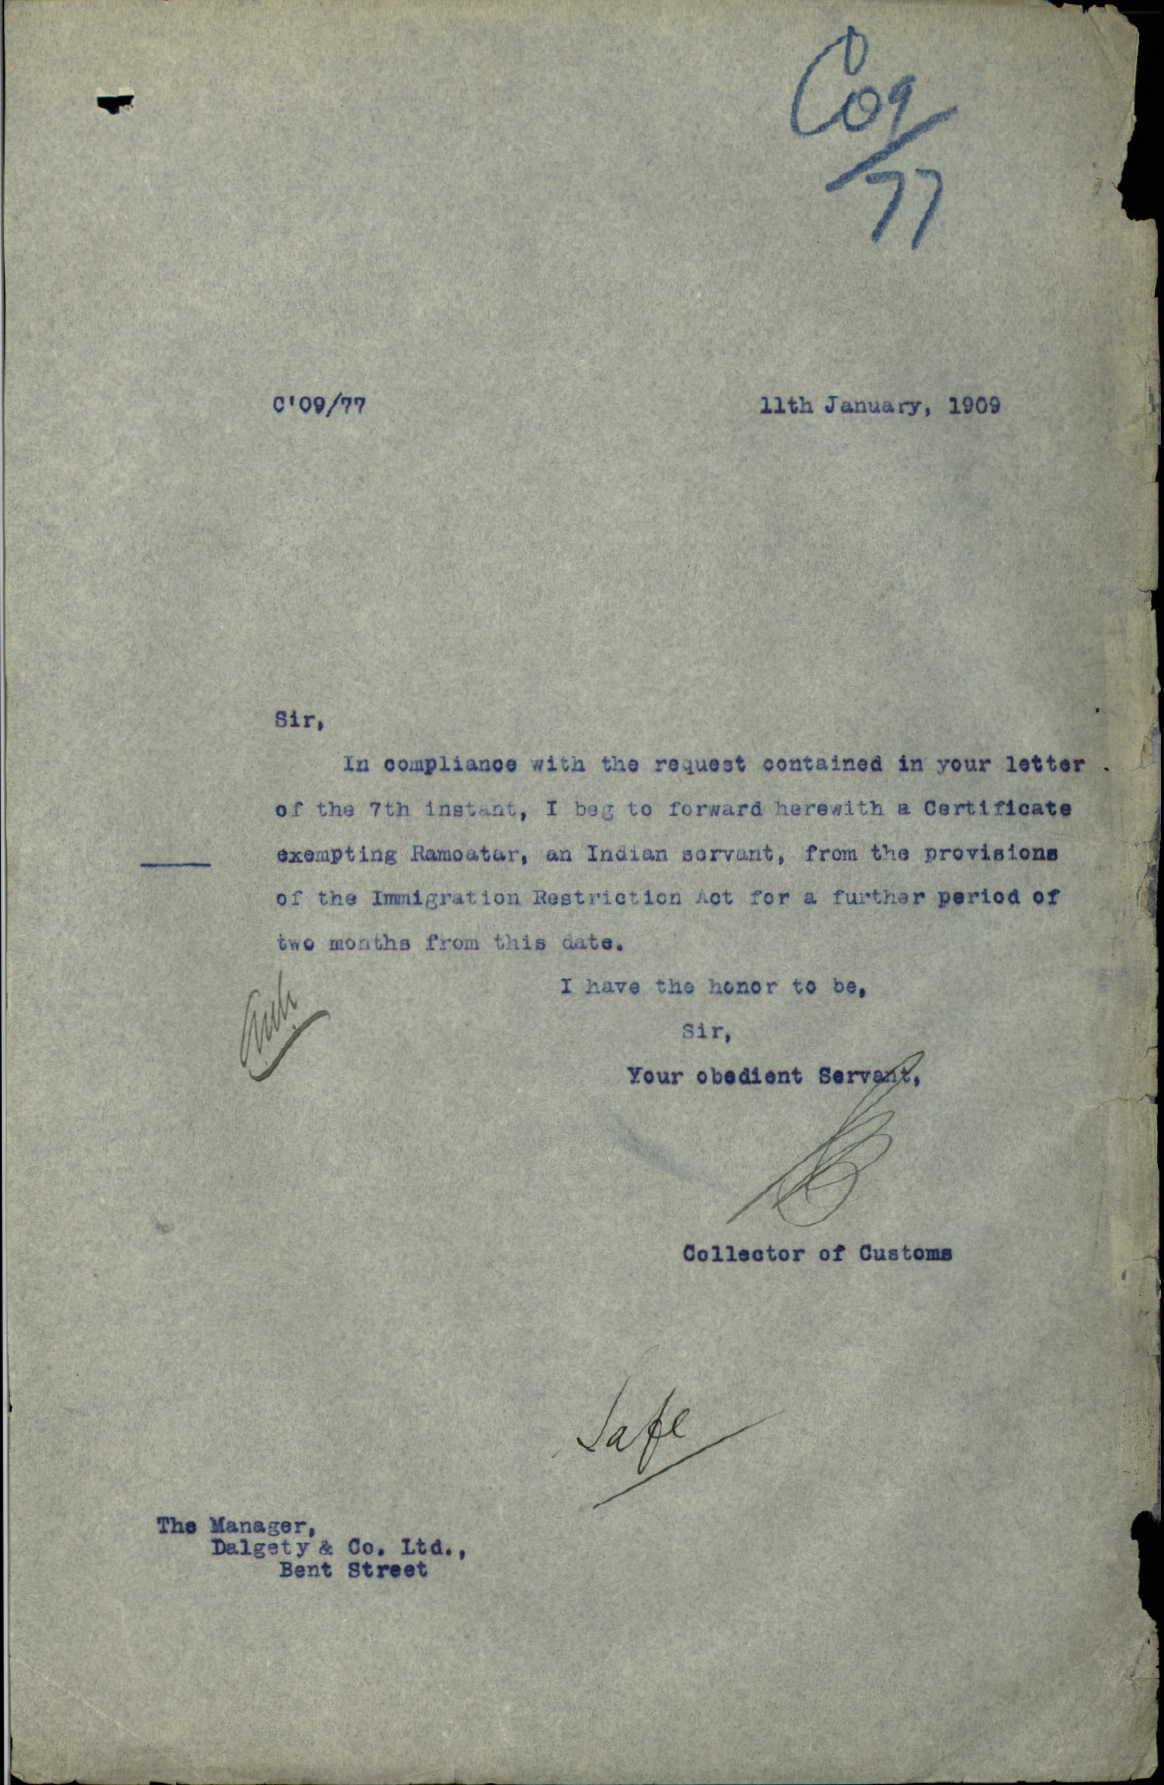 C09/77
C'09/77 11th January, 1909
Sir,
In compliance with the request contained in your letter
of the 7th instant, I beg to forward herewith a Certificate
exempting Ramoatar, an Indian servant, from the provisions
of the Immigration Restriction Act for a further period of
two months from this date.
I have the honor to be,
Sir,
Your obedient Servant,
Collector of Customs
Safe
The Manager,
Dalgety & Co. Ltd.,
Bent Street